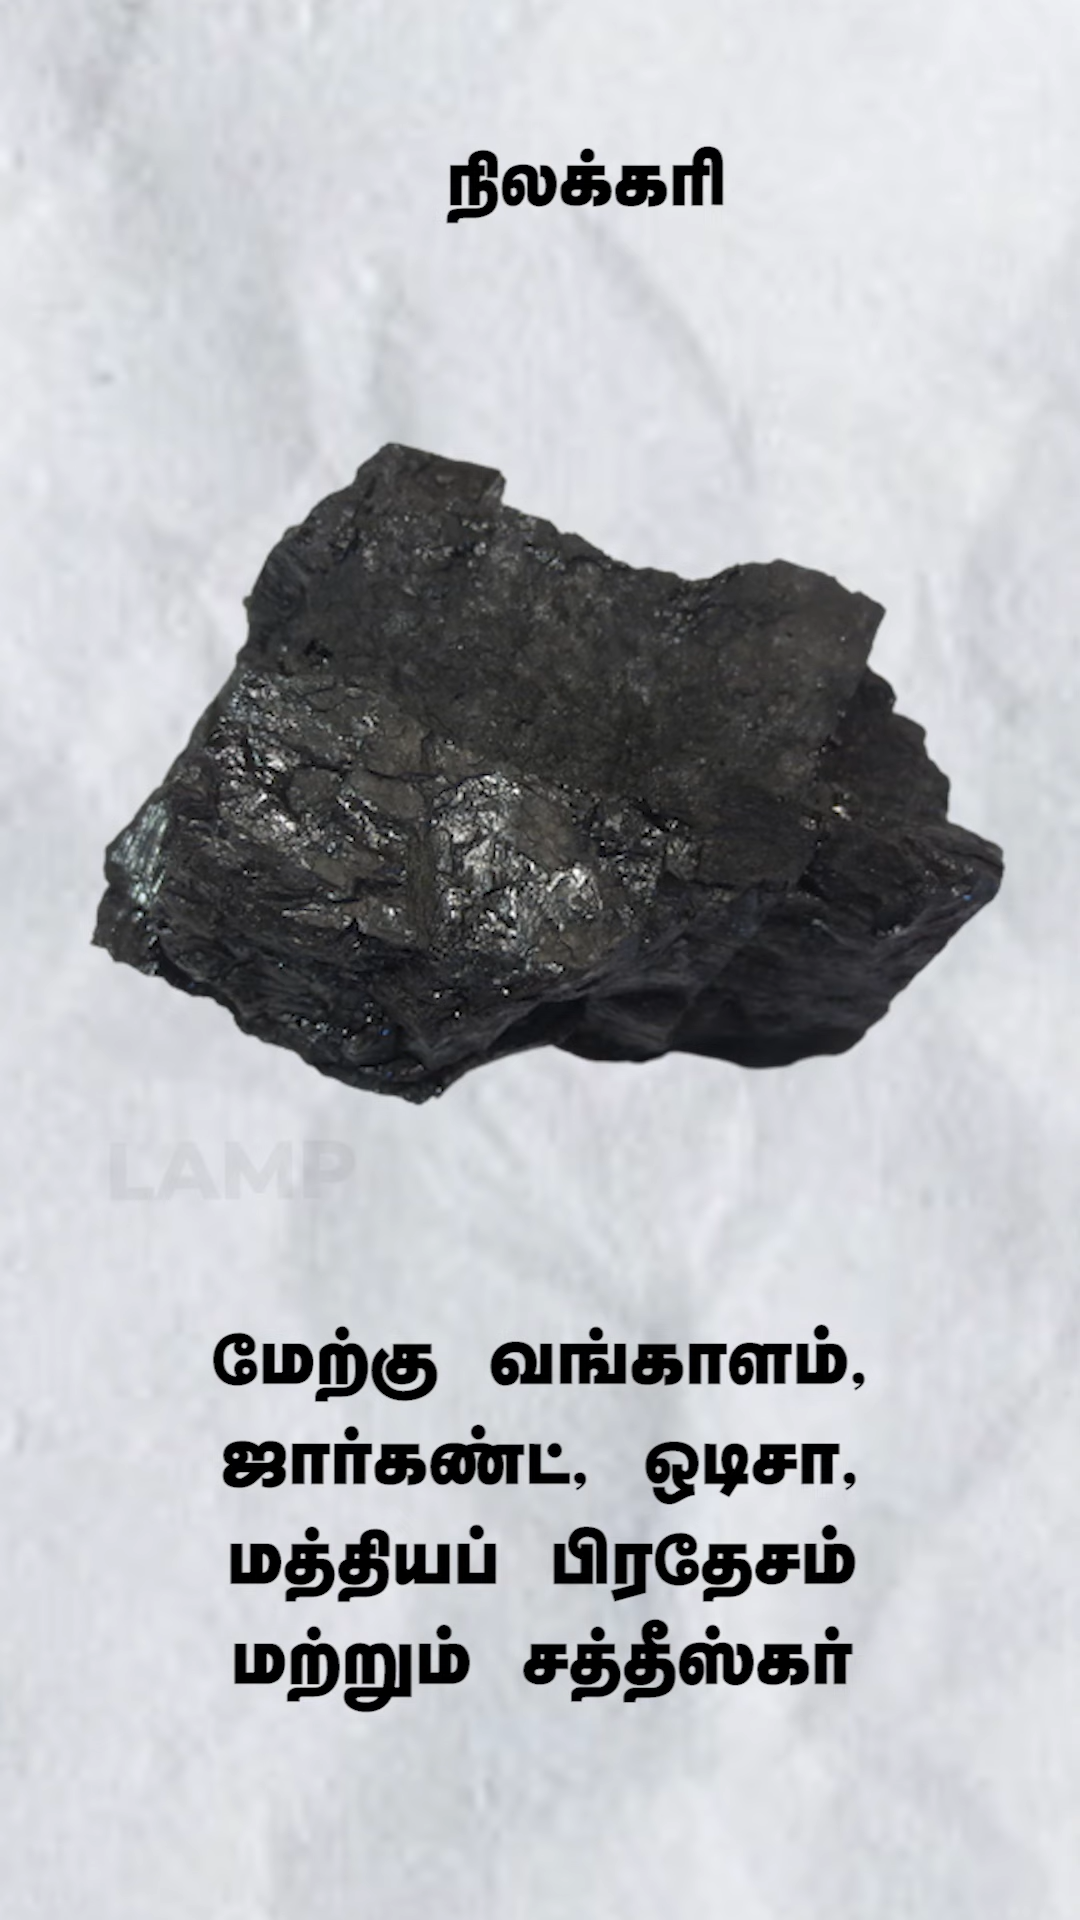 நிலக்கரி
LAMP
மேற்கு வங்காளம்,
ஜார்கண்ட், ஒடிசா,
மத்தியப் பிரதேசம்
மற்றும் சத்தீஸ்கர்